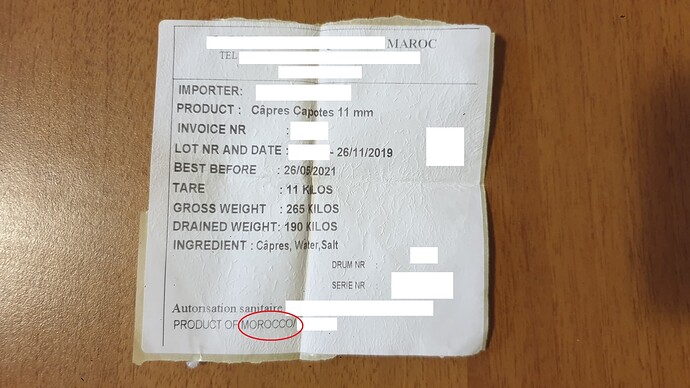 MAROC
TEL
IMPORTER:
PRODUCT : Câpres Capotes 11 mm
INVOICE NR :
LOT NR AND DATE : - 26/11/2019
BEST BEFORE : 26/05/2021
TARE : 11 KLOS
GROSS WEIGHT : 265 KILOS
DRAINED WEIGHT: 190 KILOS
INGREDIENT : Câpres, Water,Salt
DRUM NR :
SERIE NR
Autorisation sanitaire
PRODUCT OF MOROCCO/